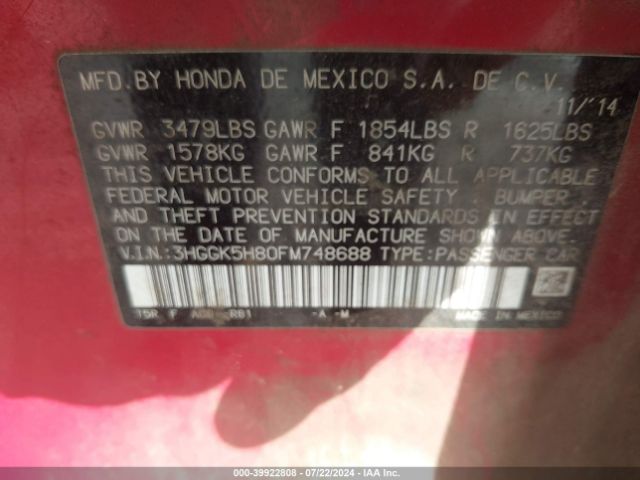 MFD.BY HONDA DE MEXICO S.A. DE C.V.
11/'14
GVWR 3479LBS GAWR F 1854LBS R 1625LBS
GVWR 1578KG GAWR F 841KG R 737KG
THIS VEHICLE CONFORMS TO ALL APPLICABLE
FEDERAL MOTOR VEHICLE SAFETY , BUMPER ,
AND THEFT PREVENTION STANDARDS IN EFFECT
ON THE DATE OF MANUFACTURE SHOWN ABOVE.
V.I.N.: 3HGGK5H80FM748688 TYPE: PASSENGER CAR
T5R F R81 -A -M MADE IN MEXICO
000-39922808 - 07/22/2024 - IAA Inc.